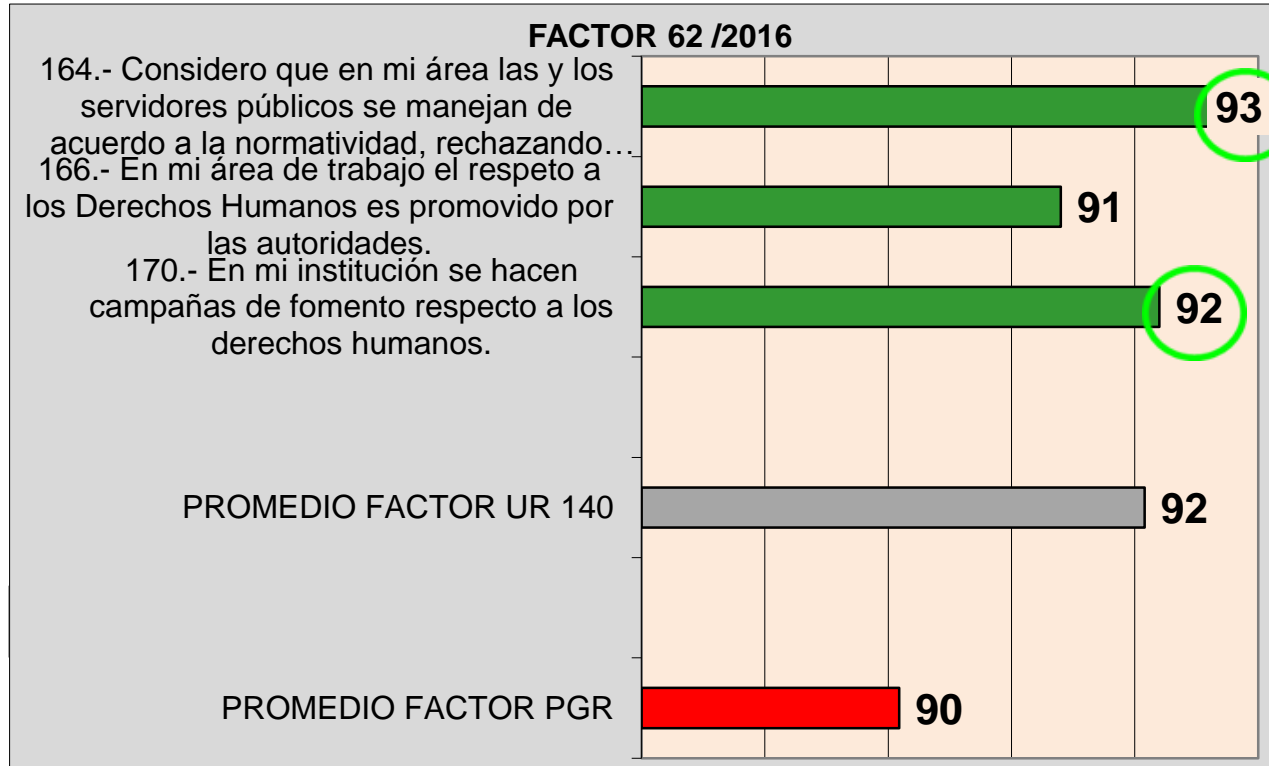 FACTOR 62 /2016
164.- Considero que en mi área las y los
servidores públicos se manejan de
acuerdo a la normatividad, rechazando…
93
166.- En mi área de trabajo el respeto a
los Derechos Humanos es promovido por
las autoridades.
91
170.- En mi institución se hacen
campañas de fomento respecto a los
derechos humanos.
92
PROMEDIO FACTOR UR 140
92
PROMEDIO FACTOR PGR
90